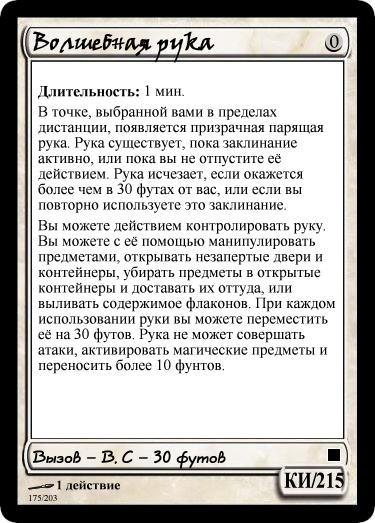 Волшебная рука 0
Длительность: 1 мин.
В точке, выбранной вами в пределах
дистанции, появляется призрачная парящая
рука. Рука существует, пока заклинание
активно, или пока вы не отпустите её
действием. Рука исчезает, если окажется
более чем в 30 футах от вас, или если вы
повторно используете это заклинание.
Вы можете действием контролировать руку.
Вы можете с её помощью манипулировать
предметами, открывать незапертые двери и
контейнеры, убирать предметы в открытые
контейнеры и доставать их оттуда, или
выливать содержимое флаконов. При каждом
использовании руки вы можете переместить
её на 30 футов. Рука не может совершать
атаки, активировать магические предметы и
переносить более 10 фунтов.
Вызов – В, С – 30 футов
1 действие
КИ/215
175/203